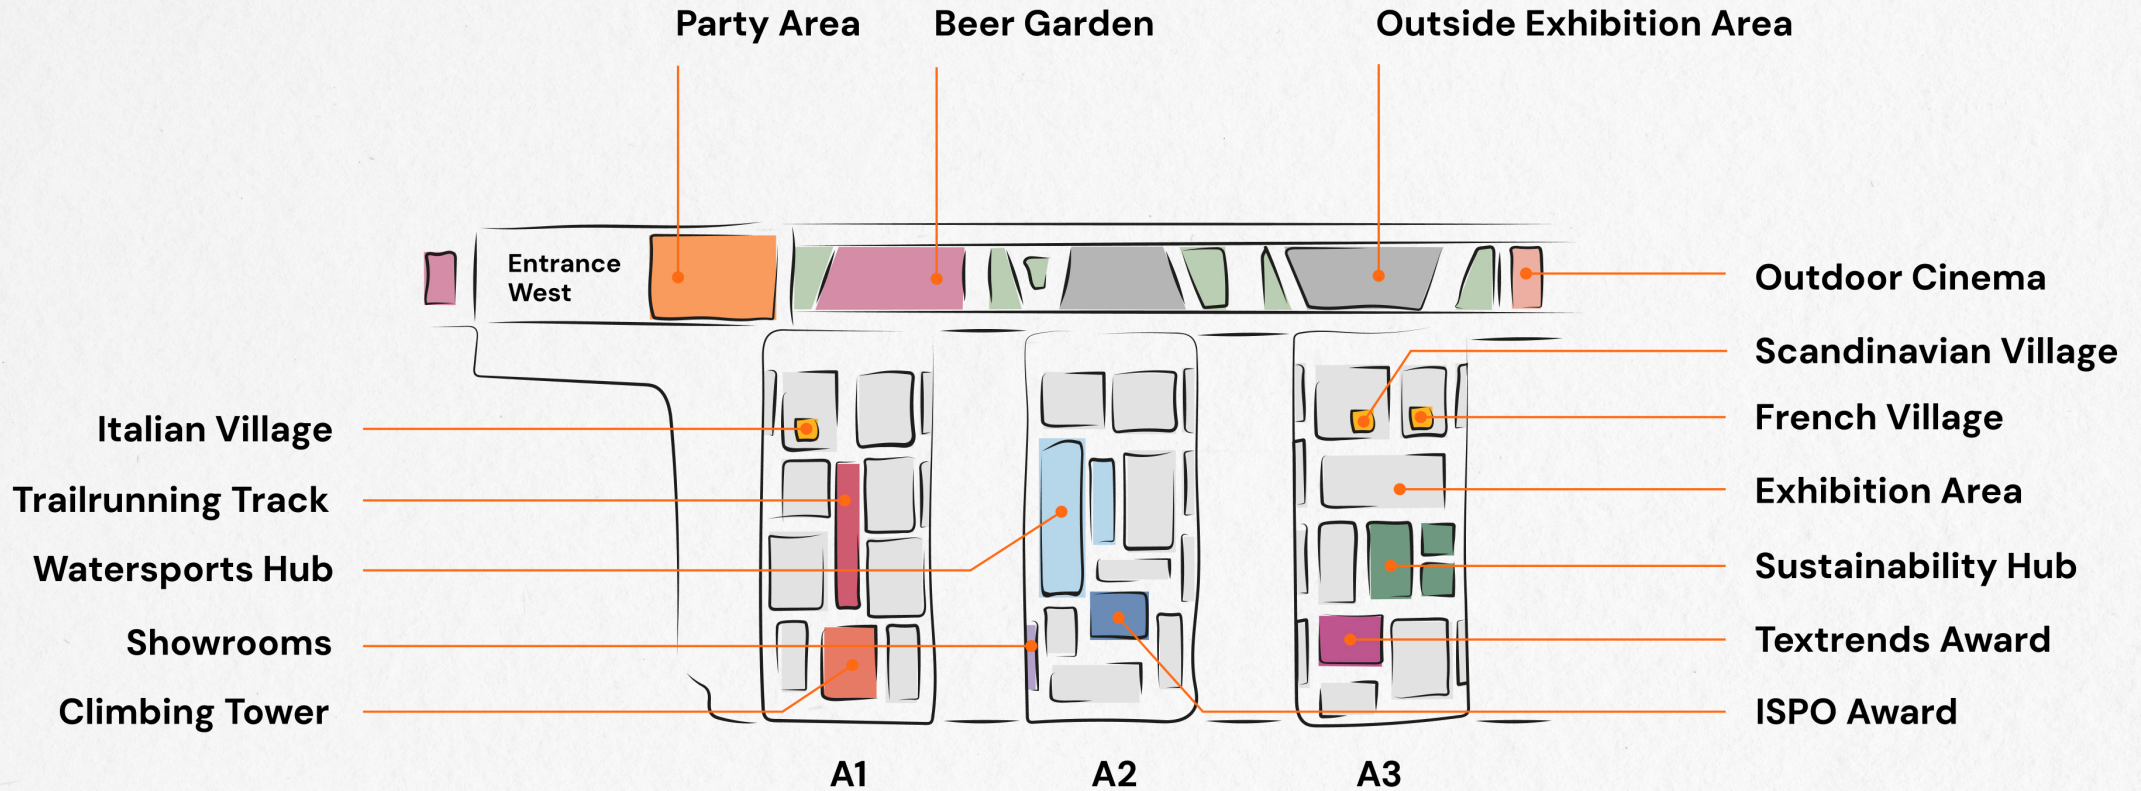 Party Area
Beer Garden
Outside Exhibition Area
Entrance
West
Outdoor Cinema
Scandinavian Village
French Village
Exhibition Area
Sustainability Hub
Textrends Award
ISPO Award
Italian Village
Trailrunning Track
Watersports Hub
Showrooms
Climbing Tower
A1
A2
A3